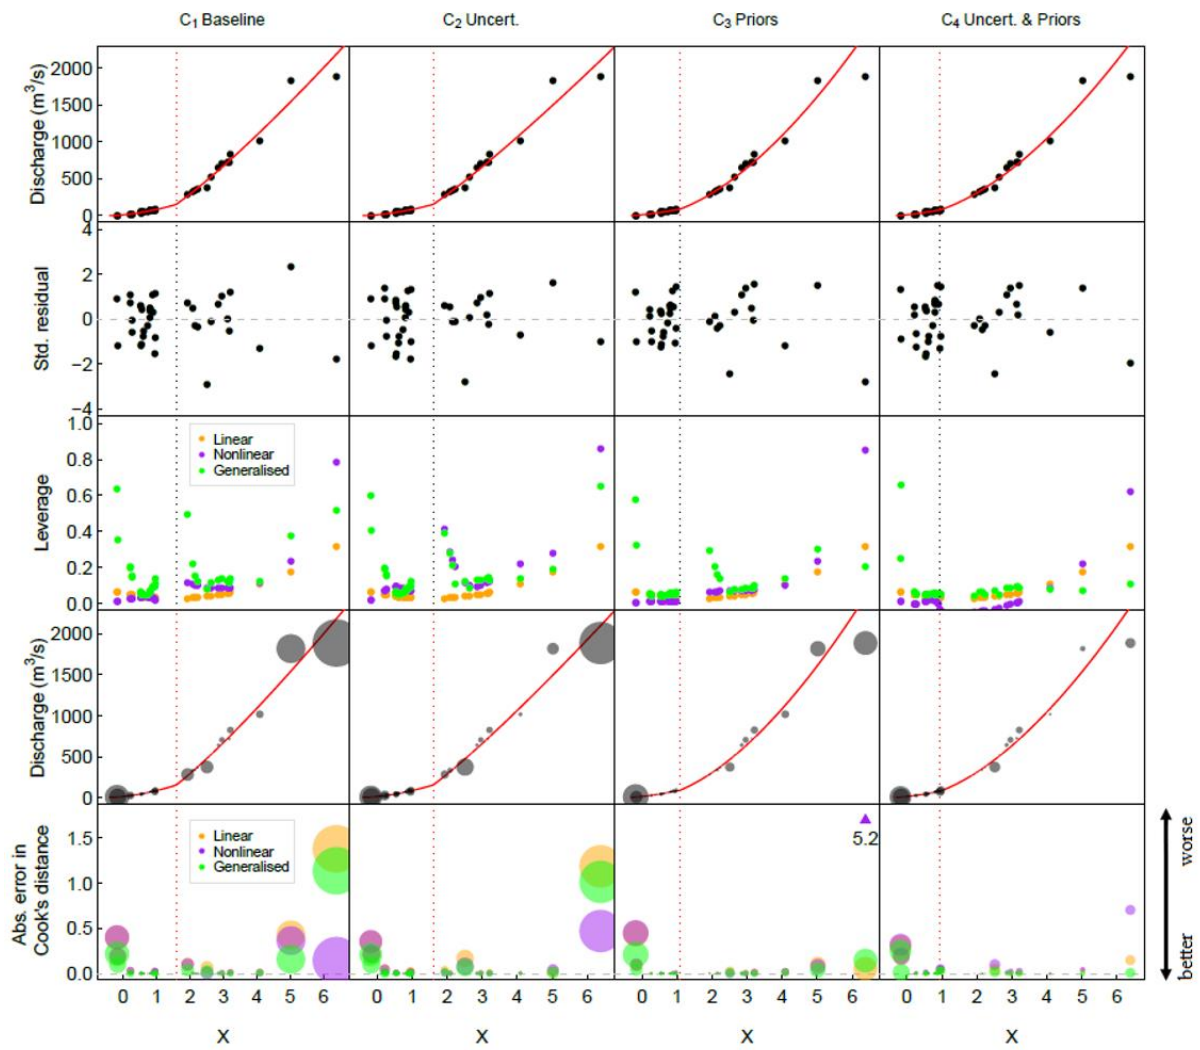 C1 Baseline
C2 Uncert.
C3 Priors
C4 Uncert. & Priors
Discharge (m³/s)
2000
1500
1000
500
0
Std. residual
4
2
0
−2
−4
Leverage
1.0
0.8
0.6
0.4
0.2
0.0
Linear
Nonlinear
Generalised
Discharge (m³/s)
2000
1500
1000
500
0
Abs. error in
Cook's distance
1.5
1.0
0.5
0.0
Linear
Nonlinear
Generalised
5.2
worse
better
0 1 2 3 4 5 6
0 1 2 3 4 5 6
0 1 2 3 4 5 6
0 1 2 3 4 5 6
X
X
X
X